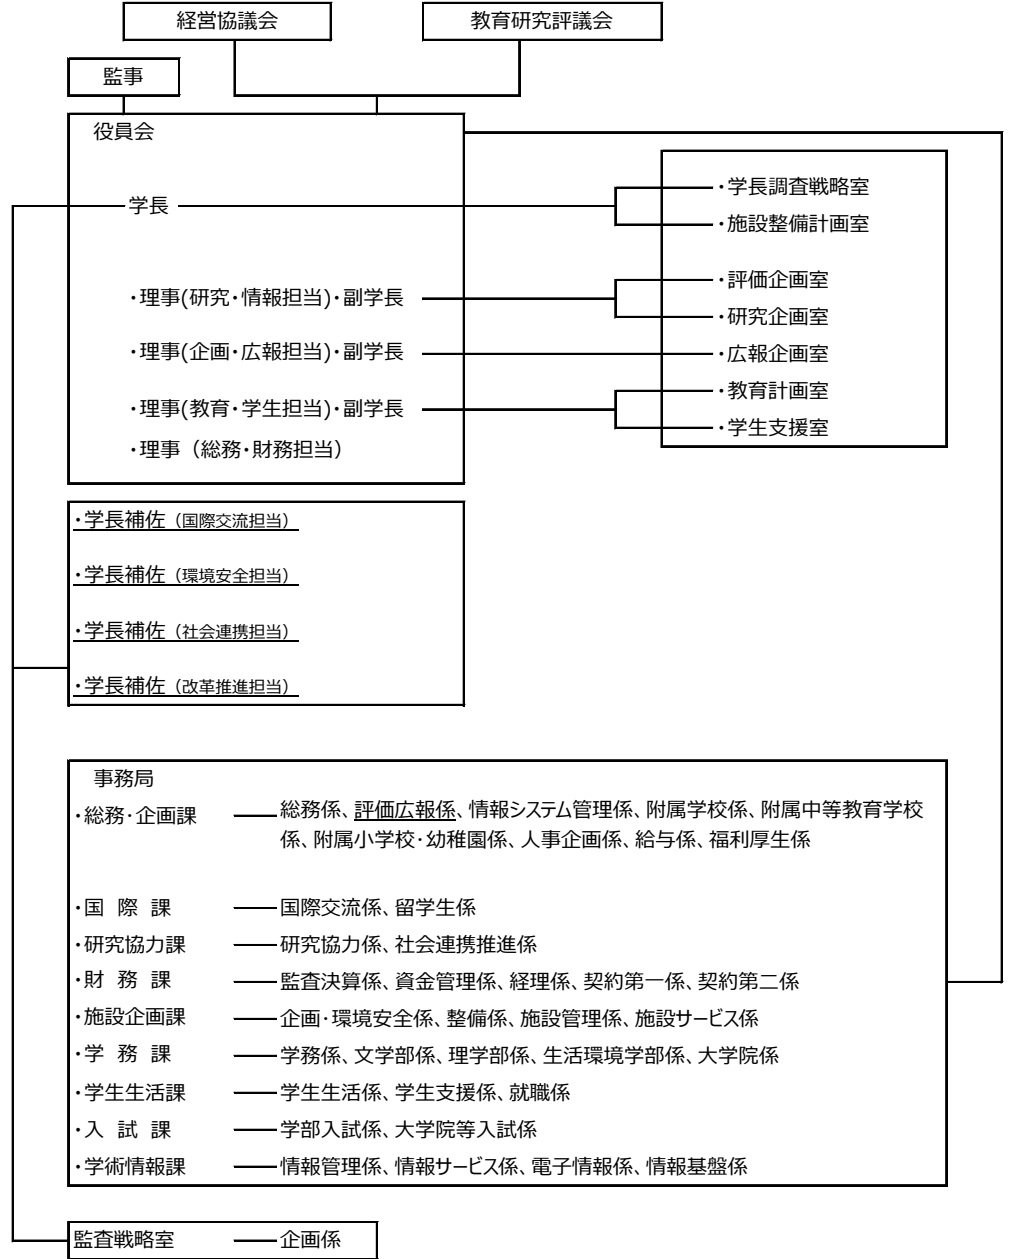 経営協議会
教育研究評議会
監事
役員会
学長
・学長調査戦略室
・施設整備計画室
・評価企画室
・理事(研究・情報担当)・副学長
・研究企画室
・理事(企画・広報担当)・副学長
・広報企画室
・教育計画室
・理事(教育・学生担当)・副学長
・学生支援室
・理事（総務・財務担当）
・学長補佐（国際交流担当）
・学長補佐（環境安全担当）
・学長補佐（社会連携担当）
・学長補佐（改革推進担当）
事務局
・総務・企画課 総務係、評価広報係、情報システム管理係、附属学校係、附属中等教育学校
係、附属小学校・幼稚園係、人事企画係、給与係、福利厚生係
・国 際 課 国際交流係、留学生係
・研究協力課 研究協力係、社会連携推進係
・財 務 課 監査決算係、資金管理係、経理係、契約第一係、契約第二係
・施設企画課 企画・環境安全係、整備係、施設管理係、施設サービス係
・学 務 課 学務係、文学部係、理学部係、生活環境学部係、大学院係
・学生生活課 学生生活係、学生支援係、就職係
・入 試 課 学部入試係、大学院等入試係
・学術情報課 情報管理係、情報サービス係、電子情報係、情報基盤係
監査戦略室 企画係